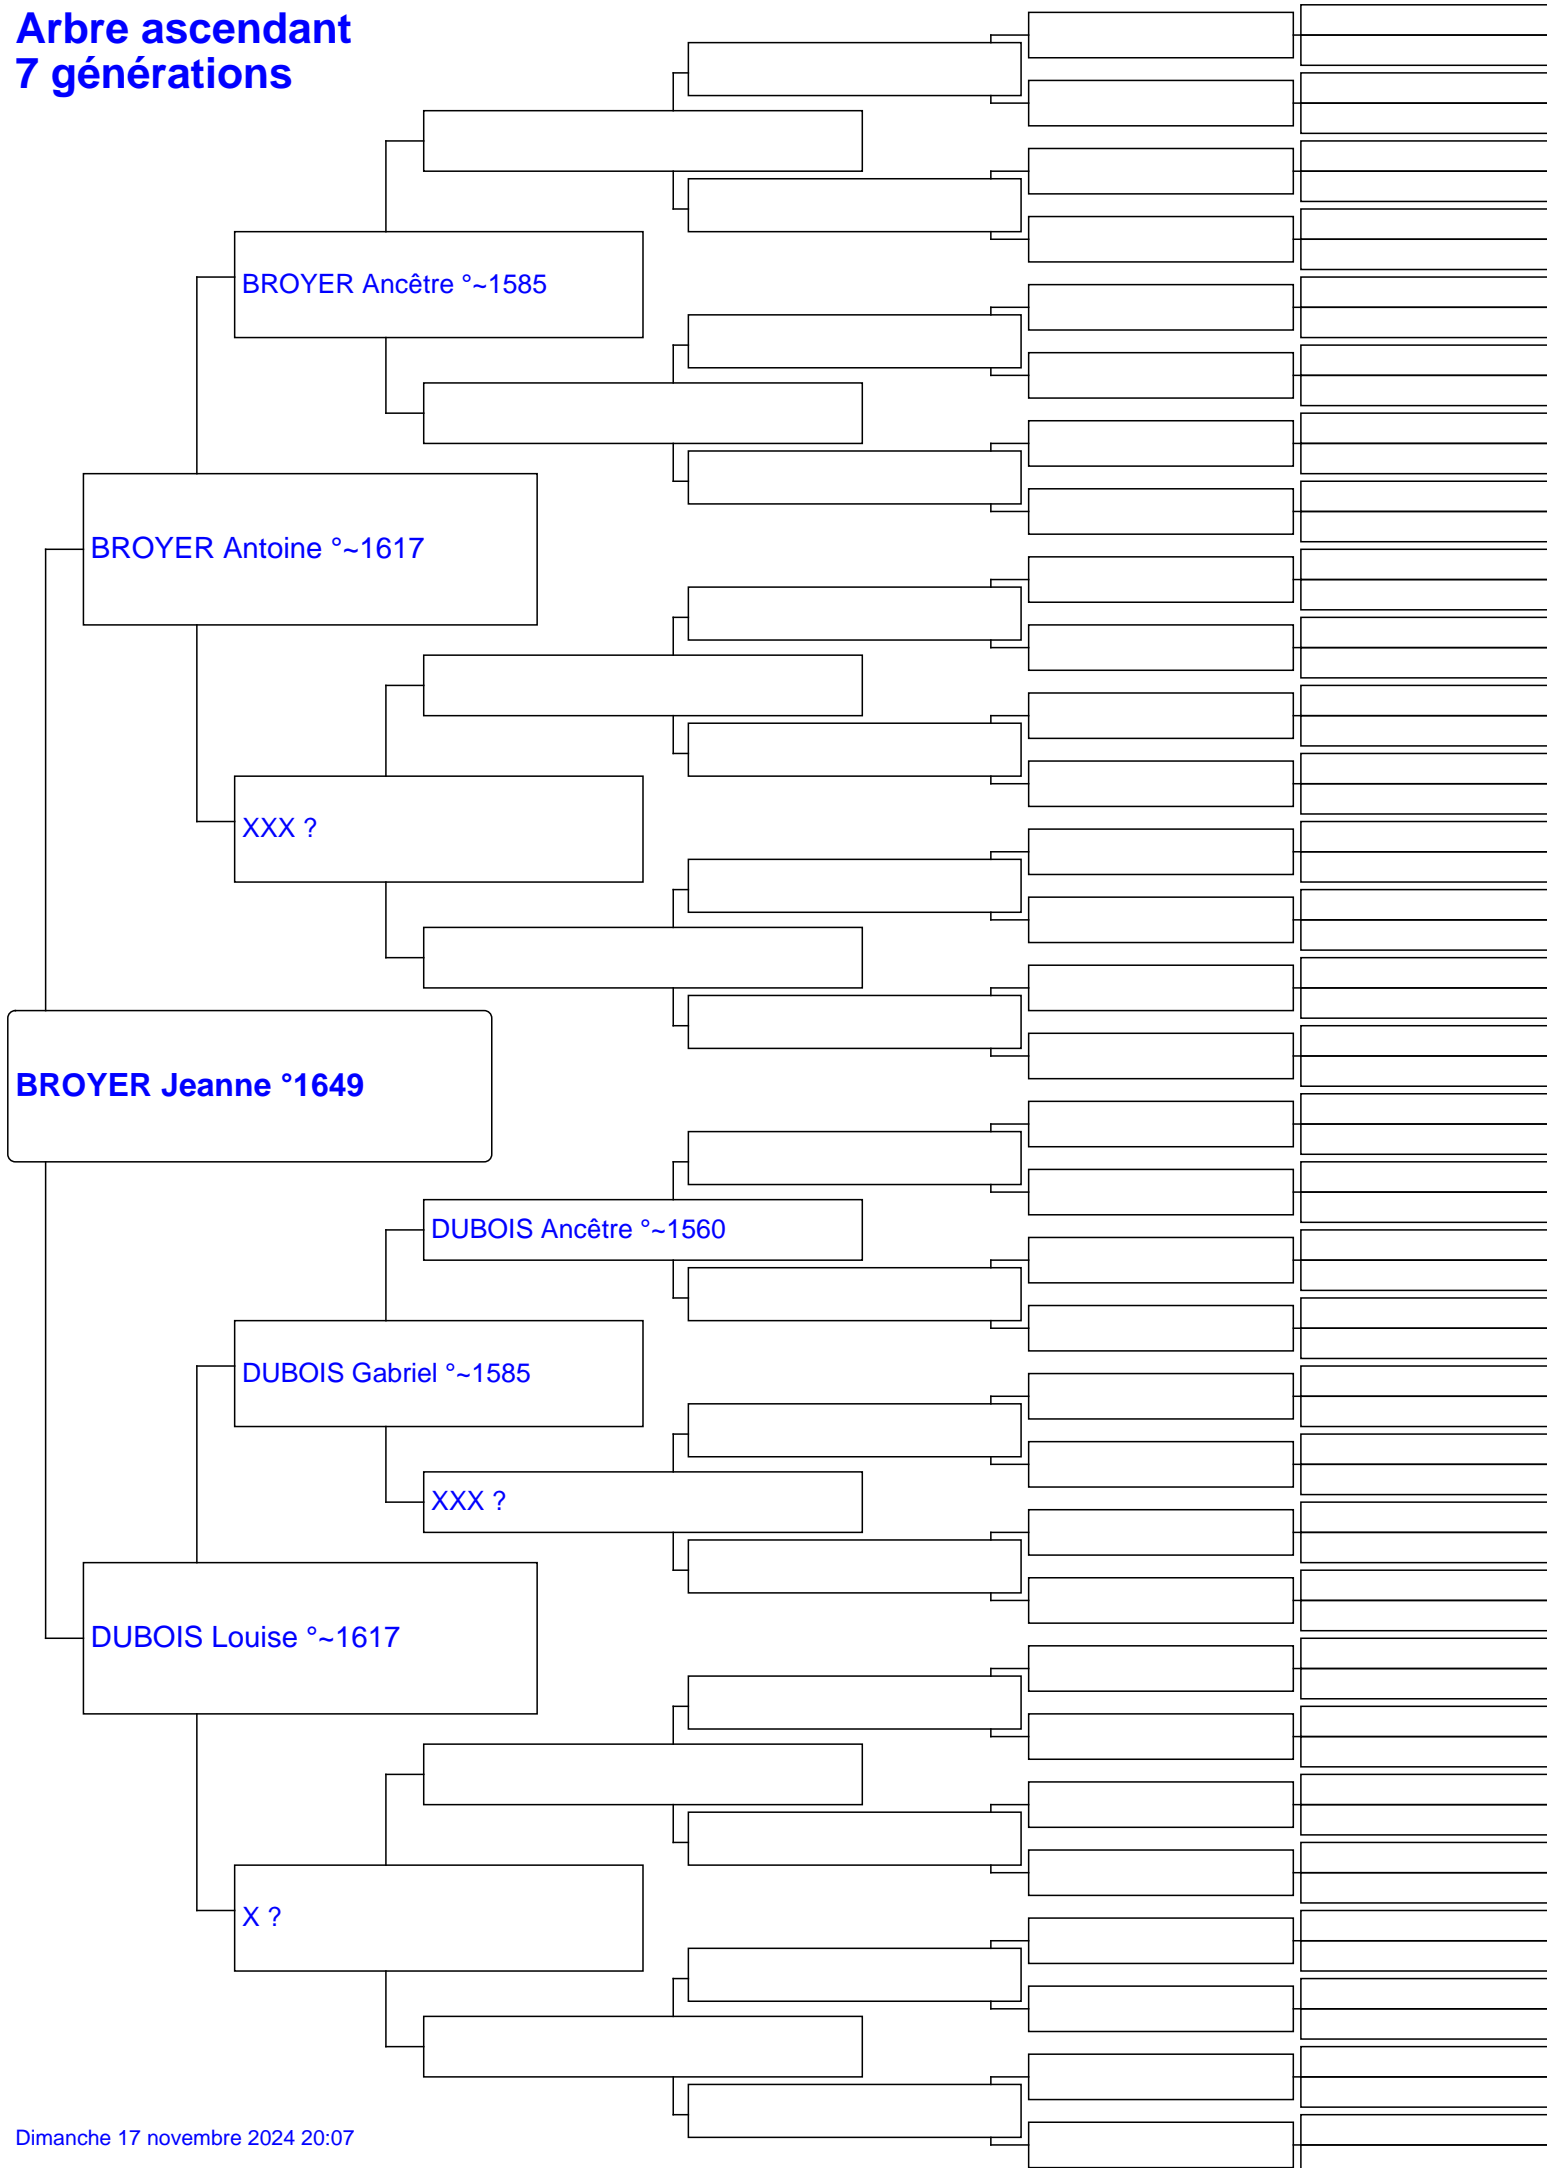 Arbre ascendant
7 générations
BROYER Ancêtre °~1585
BROYER Antoine °~1617
XXX ?
BROYER Jeanne °1649
DUBOIS Ancêtre °~1560
DUBOIS Gabriel °~1585
XXX ?
DUBOIS Louise °~1617
X ?
Dimanche 17 novembre 2024 20:07